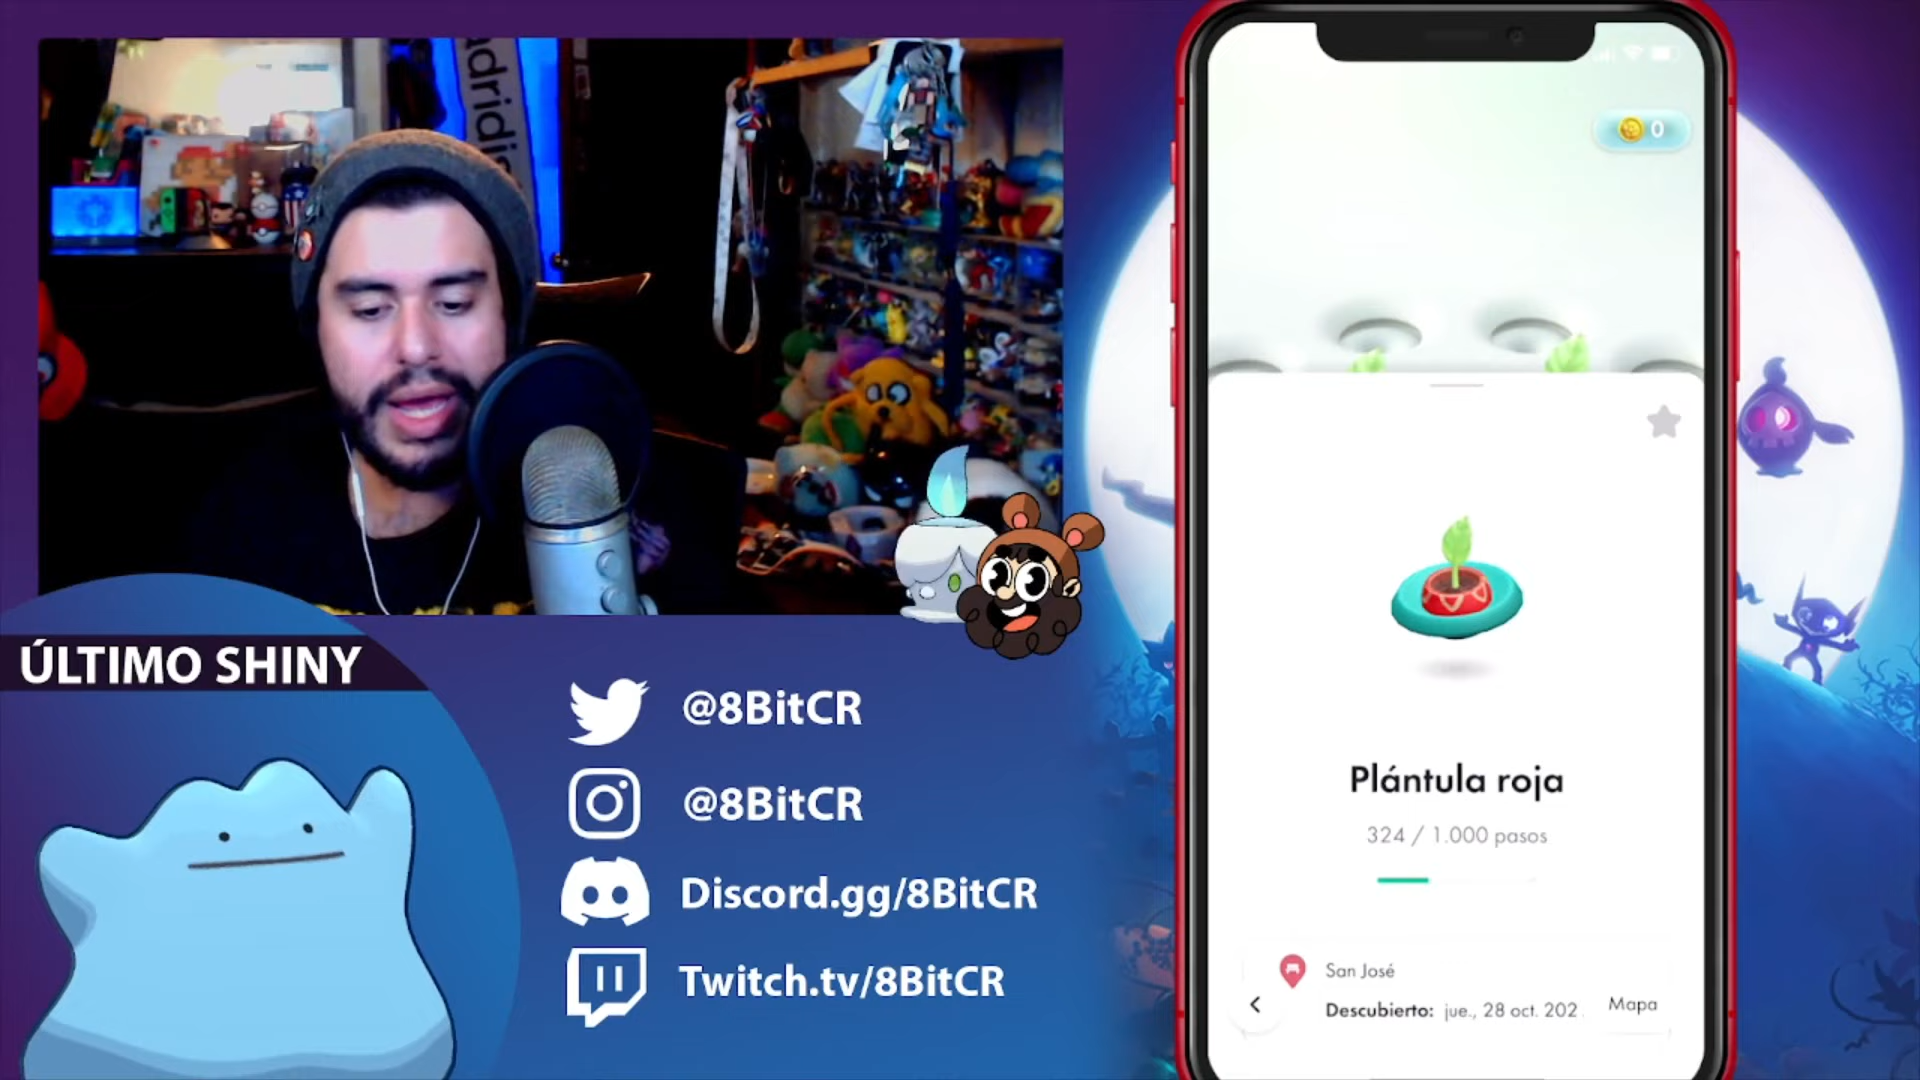 adridis
ÚLTIMO SHINY
@8BitCR
@8BitCR
Discord.gg/8BitCR
Twitch.tv/8BitCR
0
Plántula roja
324 / 1.000 pasos
San José
Descubierto: jue., 28 oct. 202
Mapa